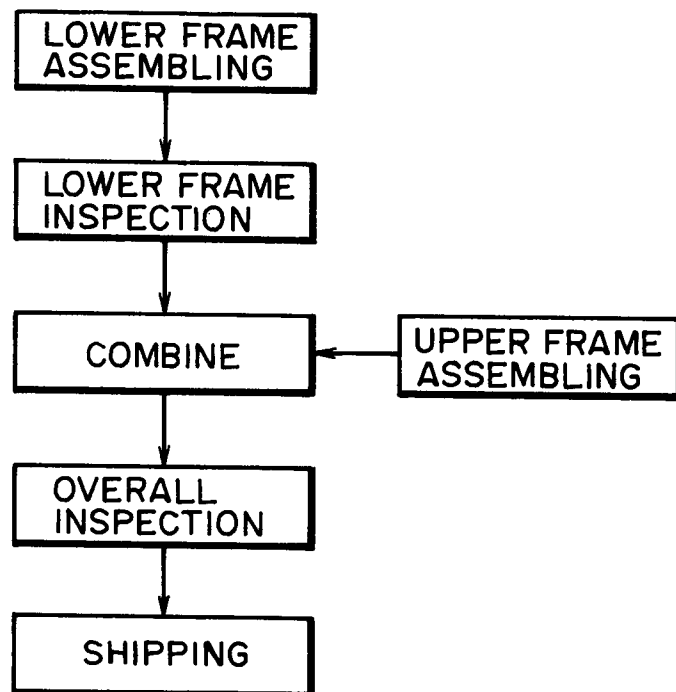 LOWER FRAME
ASSEMBLING
LOWER FRAME
INSPECTION
COMBINE
UPPER FRAME
ASSEMBLING
OVERALL
INSPECTION
SHIPPING